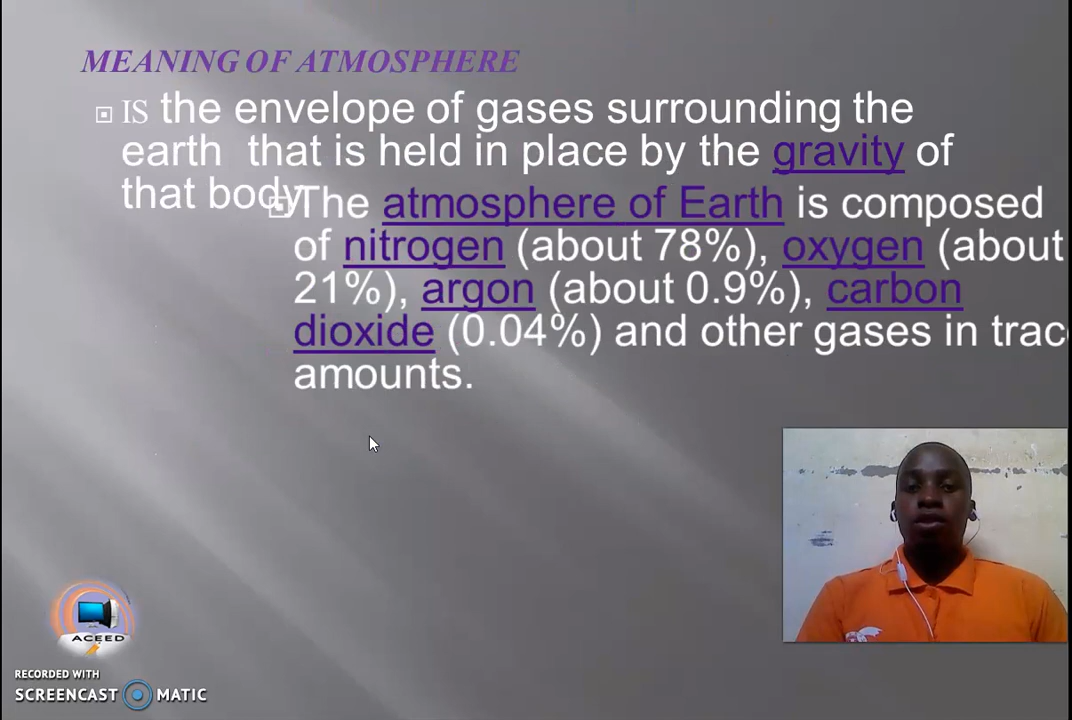 MEANING OF ATMOSPHERE
IS the envelope of gases surrounding the
earth that is held in place by the gravity of
that body
The atmosphere of Earth is composed
of nitrogen (about 78%), oxygen (about
21%), argon (about 0.9%), carbon
dioxide (0.04%) and other gases in trace
amounts.
ACEED
RECORDED WITH
SCREENCAST MATIC